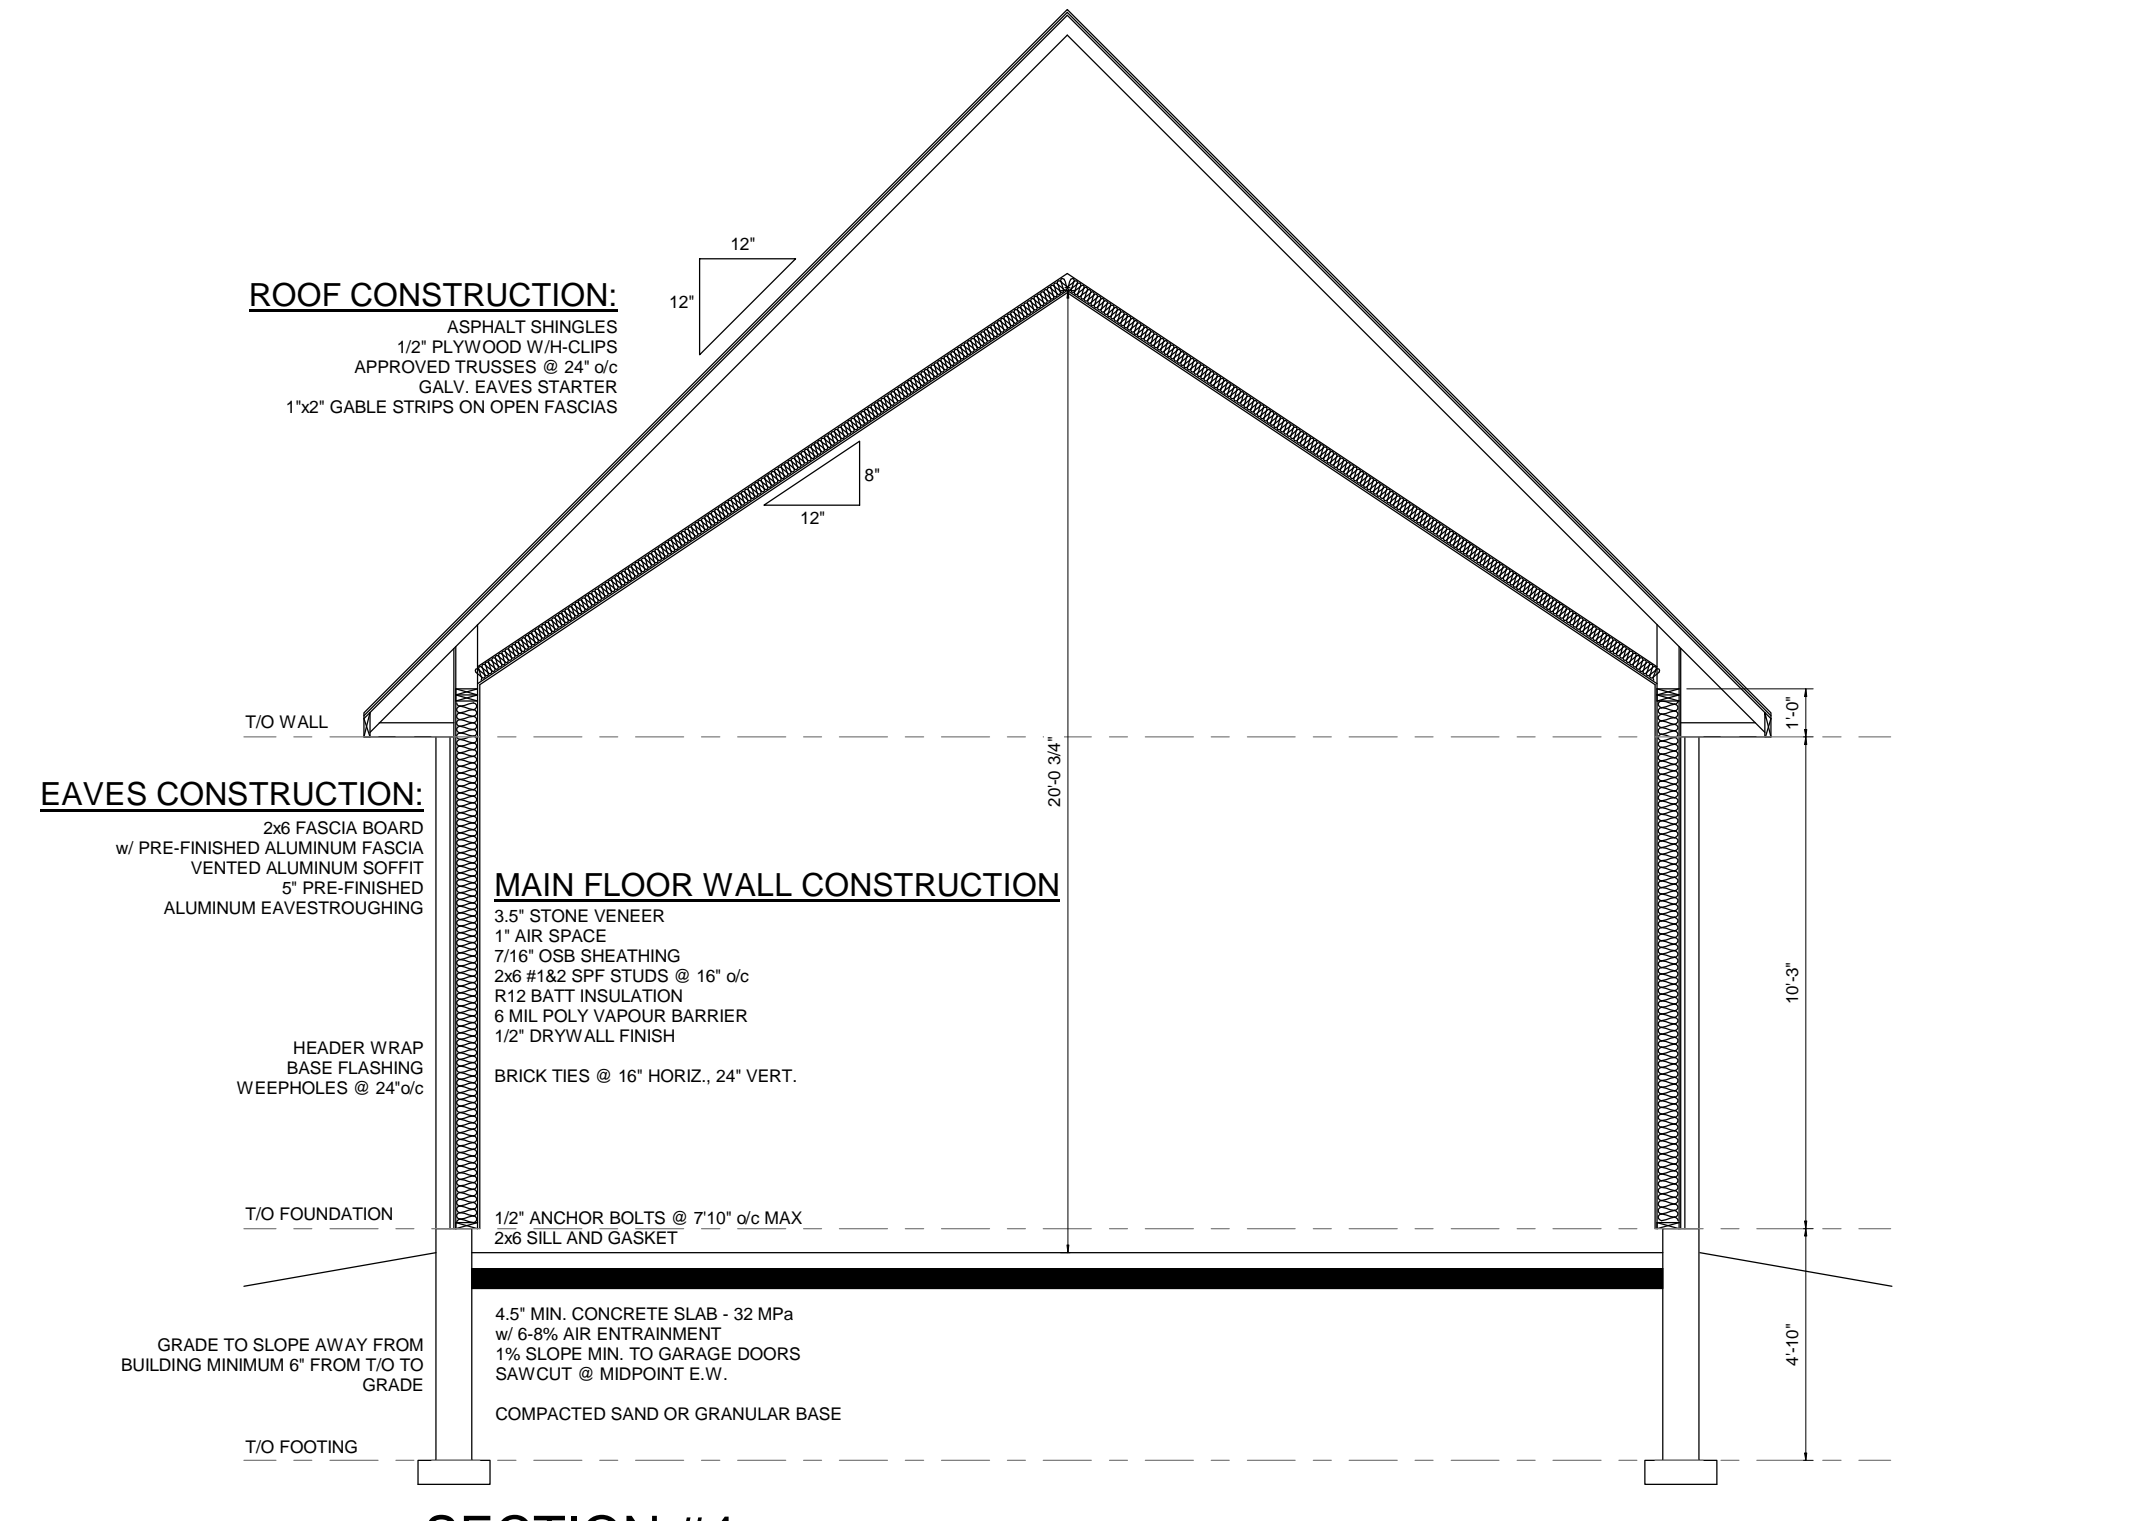 12"
12"
ROOF CONSTRUCTION:
ASPHALT SHINGLES
1/2" PLYWOOD W/H-CLIPS
APPROVED TRUSSES @ 24" o/c
GALV. EAVES STARTER
1"x2" GABLE STRIPS ON OPEN FASCIAS
8"
12"
T/O WALL
1'-0"
20'-0 3/4"
EAVES CONSTRUCTION:
2x6 FASCIA BOARD
w/ PRE-FINISHED ALUMINUM FASCIA
VENTED ALUMINUM SOFFIT
5" PRE-FINISHED
ALUMINUM EAVESTROUGHING
MAIN FLOOR WALL CONSTRUCTION
3.5" STONE VENEER
1" AIR SPACE
7/16" OSB SHEATHING
2x6 #1&2 SPF STUDS @ 16" o/c
R12 BATT INSULATION
6 MIL POLY VAPOUR BARRIER
1/2" DRYWALL FINISH
BRICK TIES @ 16" HORIZ., 24" VERT.
10'-3"
HEADER WRAP
BASE FLASHING
WEEPHOLES @ 24"o/c
T/O FOUNDATION
1/2" ANCHOR BOLTS @ 7'10" o/c MAX
2x6 SILL AND GASKET
4.5" MIN. CONCRETE SLAB - 32 MPa
w/ 6-8% AIR ENTRAINMENT
1% SLOPE MIN. TO GARAGE DOORS
SAWCUT @ MIDPOINT E.W.
COMPACTED SAND OR GRANULAR BASE
4'-10"
GRADE TO SLOPE AWAY FROM
BUILDING MINIMUM 6" FROM T/O TO
GRADE
T/O FOOTING